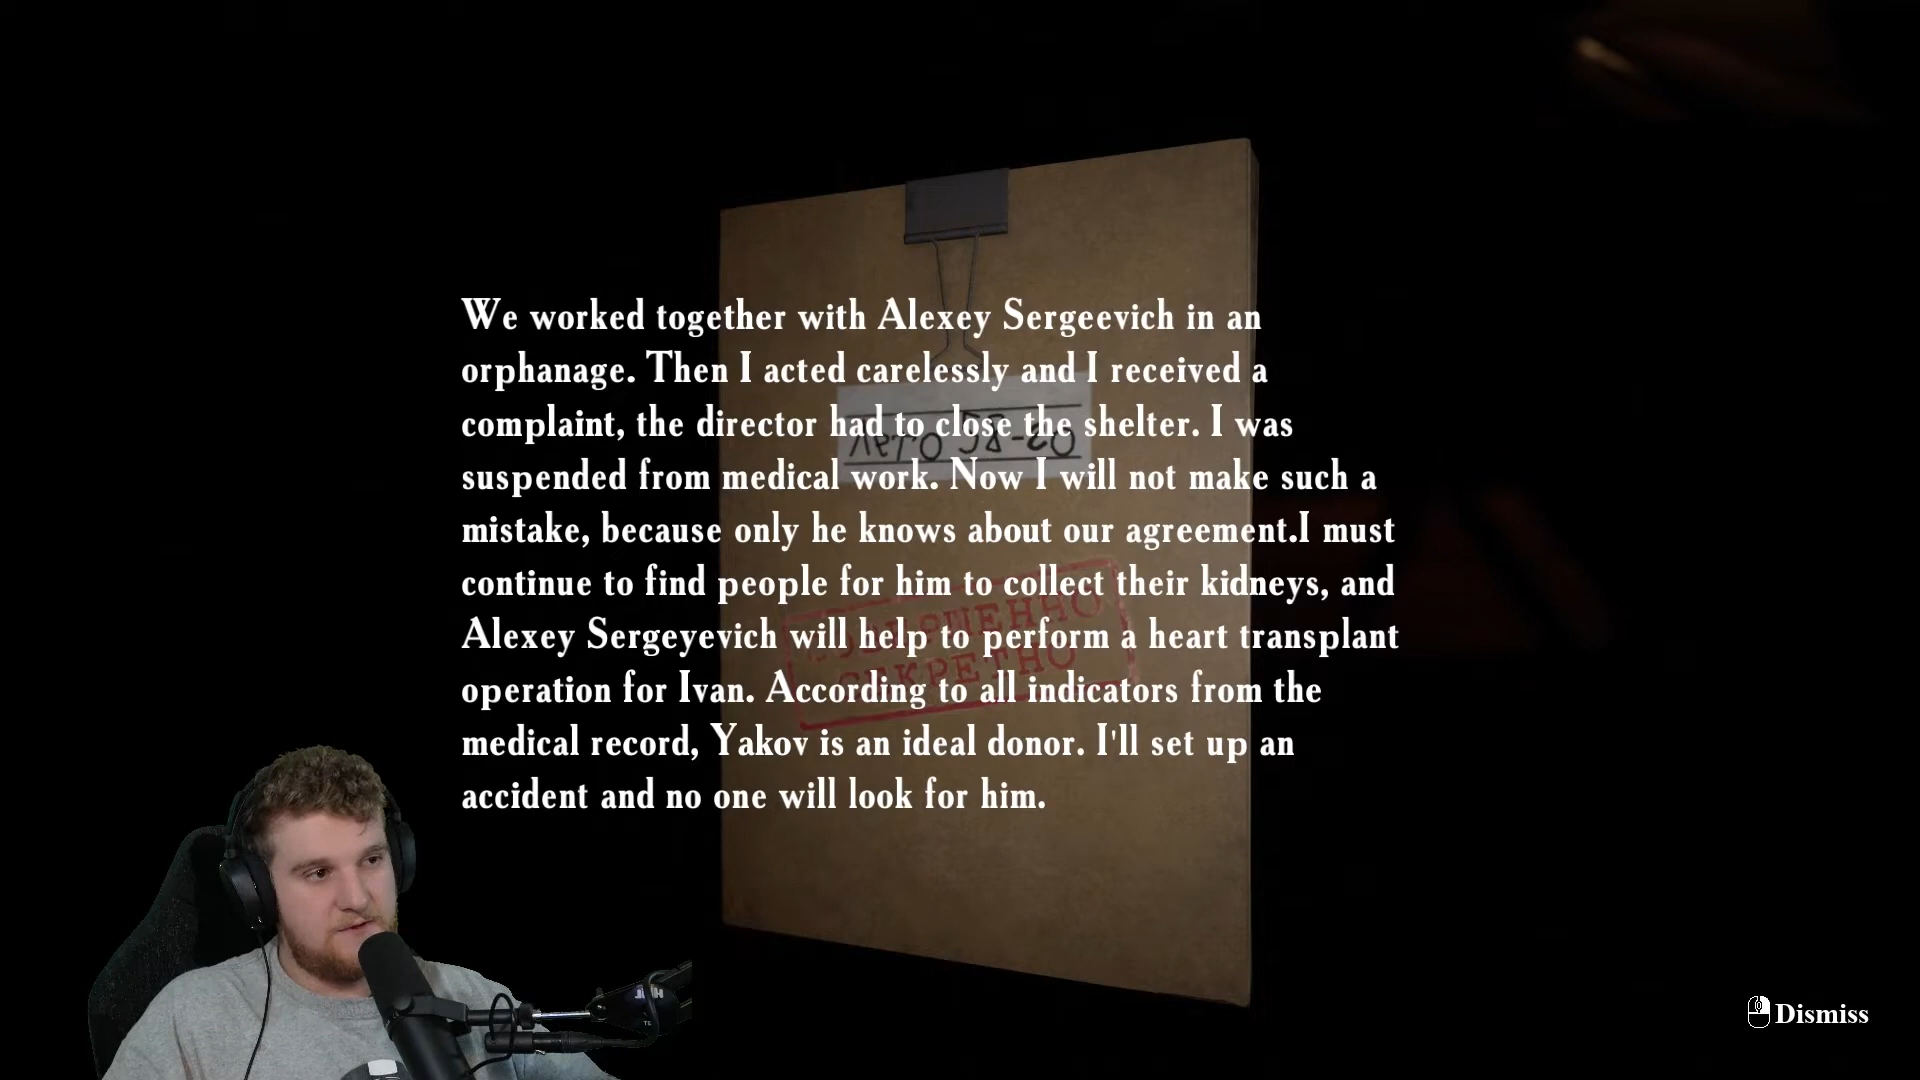 We worked together with Alexey Sergeevich in an
orphanage. Then I acted carelessly and I received a
complaint, the director had to close the shelter. I was
suspended from medical work. Now I will not make such a
mistake, because only he knows about our agreement.I must
continue to find people for him to collect their kidneys, and
Alexey Sergeyevich will help to perform a heart transplant
operation for Ivan. According to all indicators from the
medical record, Yakov is an ideal donor. I'll set up an
accident and no one will look for him.
СЕКРЕТНО
Dismiss